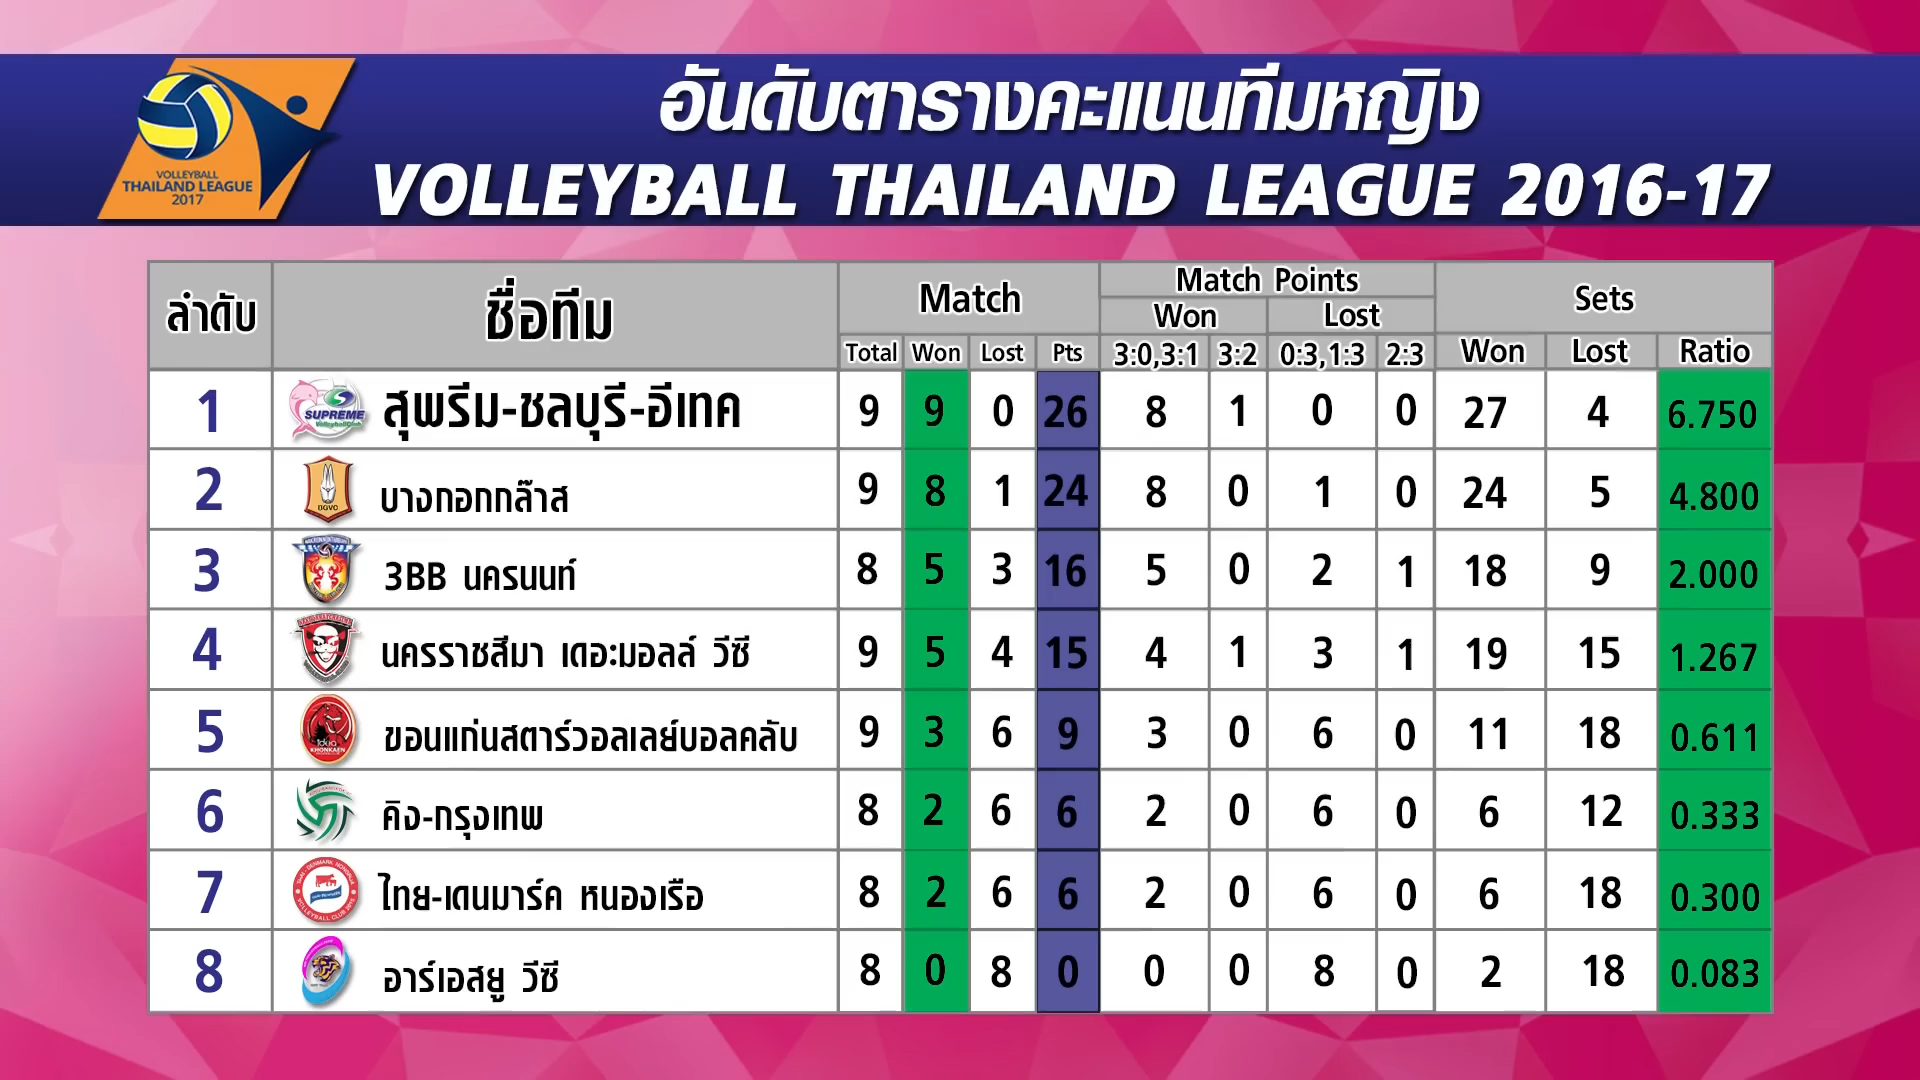 อันดับตารางคะแนนทีมหญิง
VOLLEYBALL THAILAND LEAGUE 2016-17
VOLLEYBALL
THAILAND LEAGUE
2017
ลำดับ ชื่อทีม Match Match Points Sets
Won Lost
Total Won Lost Pts 3:0,3:1 3:2 0:3,1:3 2:3 Won Lost Ratio
1 SUPREME สุพรีม-ชลบุรี-อีเทค 9 9 0 26 8 1 0 0 27 4 6.750
2 BGVC บางกอกกล๊าส 9 8 1 24 8 0 1 0 24 5 4.800
3 3BB นครนนท์ 8 5 3 16 5 0 2 1 18 9 2.000
4 นครราชสีมา เดอะมอลล์ วีซี 9 5 4 15 4 1 3 1 19 15 1.267
5 KHONKAEN ขอนแก่นสตาร์วอลเลย์บอลคลับ 9 3 6 9 3 0 6 0 11 18 0.611
6 คิง-กรุงเทพ 8 2 6 6 2 0 6 0 6 12 0.333
7 ไทย-เดนมาร์ค หนองเรือ 8 2 6 6 2 0 6 0 6 18 0.300
8 อาร์เอสยู วีซี 8 0 8 0 0 0 8 0 2 18 0.083